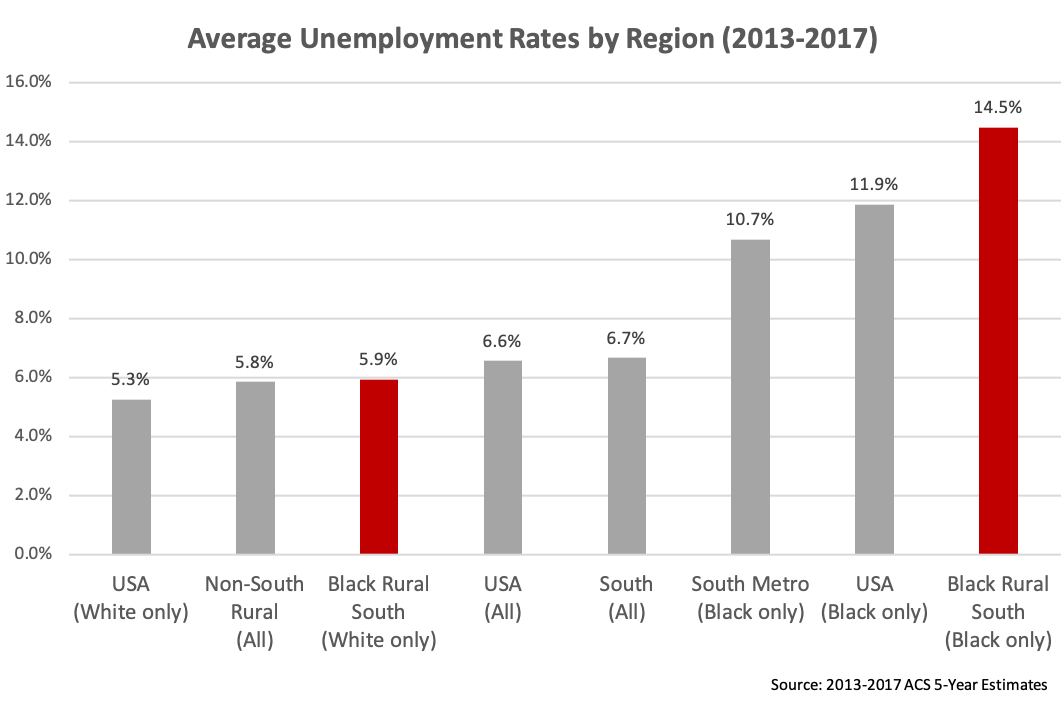 Average Unemployment Rates by Region (2013-2017)
16.0%
14.0%
12.0%
10.0%
8.0%
6.0%
4.0%
2.0%
0.0%
5.3%
5.8%
5.9%
6.6%
6.7%
10.7%
11.9%
14.5%
USA
(White only)
Non-South
Rural
(All)
Black Rural
South
(White only)
USA
(All)
South
(All)
South Metro
(Black only)
USA
(Black only)
Black Rural
South
(Black only)
Source: 2013-2017 ACS 5-Year Estimates